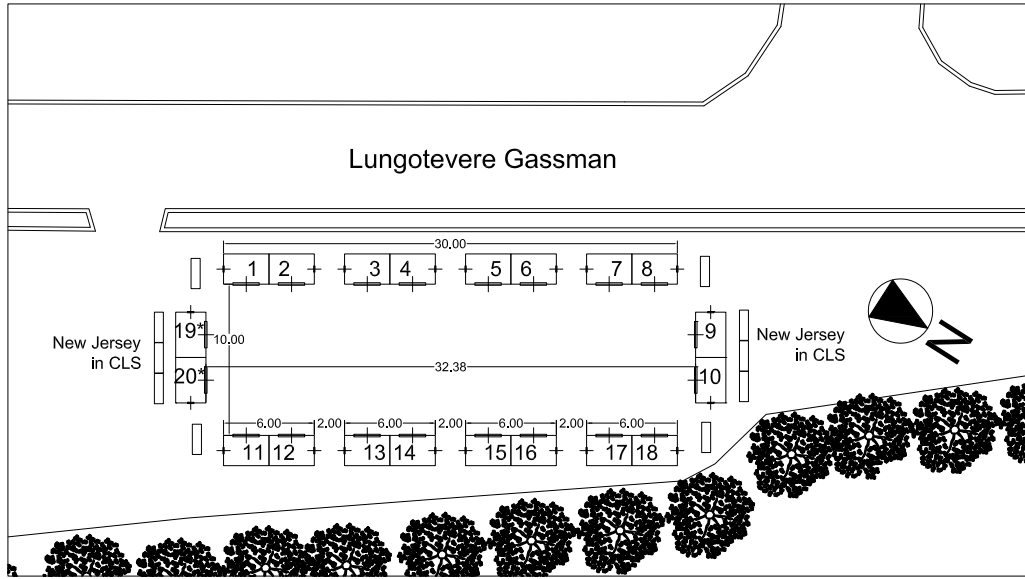 Lungotevere Gassman
30.00
1 2 3 4 5 6 7 8
19* 9
New Jersey
in CLS
10.00
New Jersey
in CLS
20* 32.38 10
N
6.00 2.00 6.00 2.00 6.00 2.00 6.00
11 12 13 14 15 16 17 18